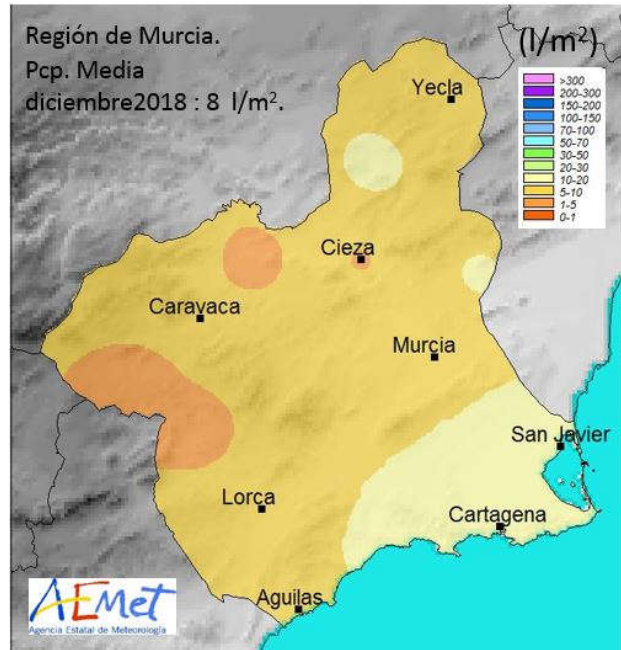 Región de Murcia.
Pcp. Media
diciembre2018 : 8 l/m².
(l/m²)
>300
200-300
150-200
100-150
70-100
50-70
30-50
20-30
10-20
5-10
1-5
0-1
Yecla
Cieza
Caravaca
Murcia
San Javier
Lorca
Cartagena
Aguilas
AEMet
Agencia Estatal de Meteorología